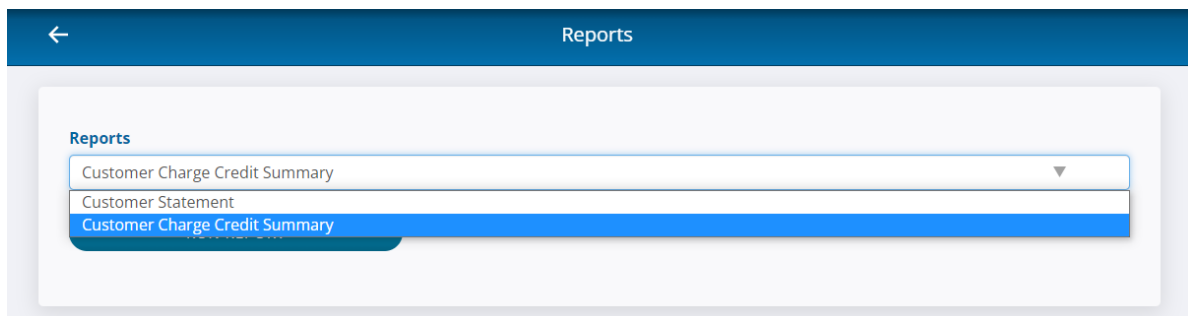 Reports
Reports
Customer Charge Credit Summary
Customer Statement
Customer Charge Credit Summary